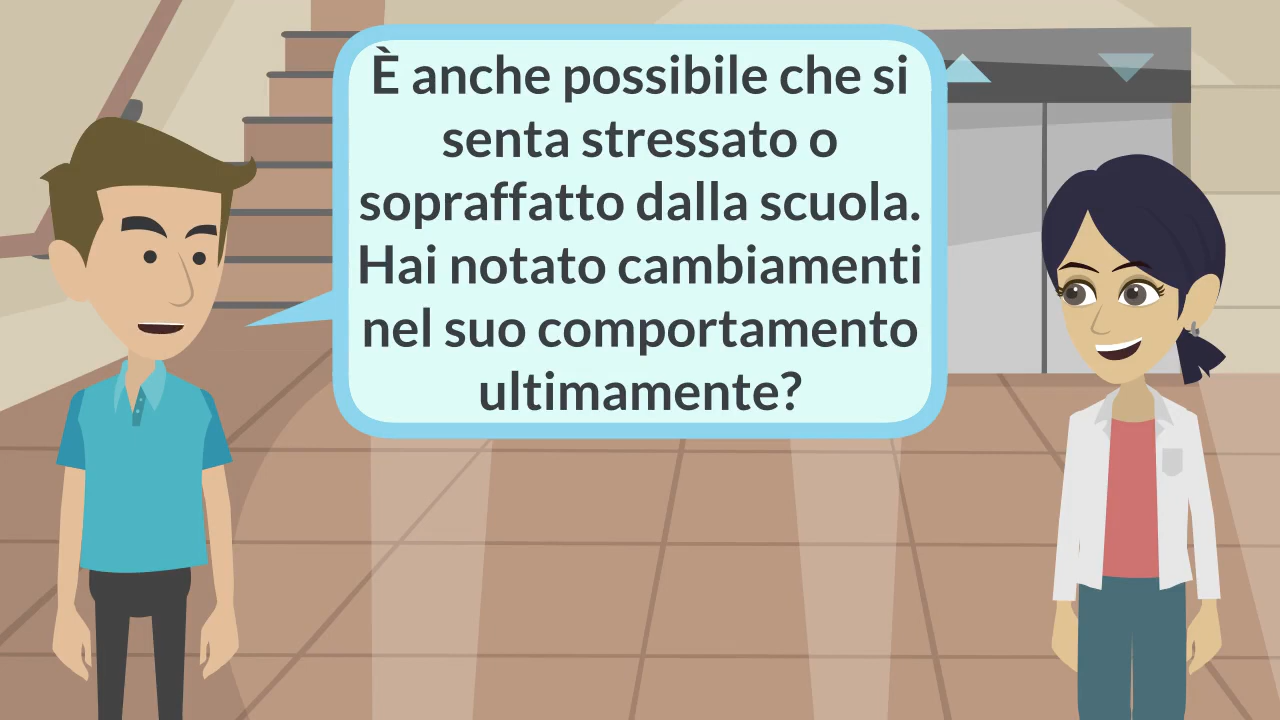 È anche possibile che si
senta stressato o
sopraffatto dalla scuola.
Hai notato cambiamenti
nel suo comportamento
ultimamente?